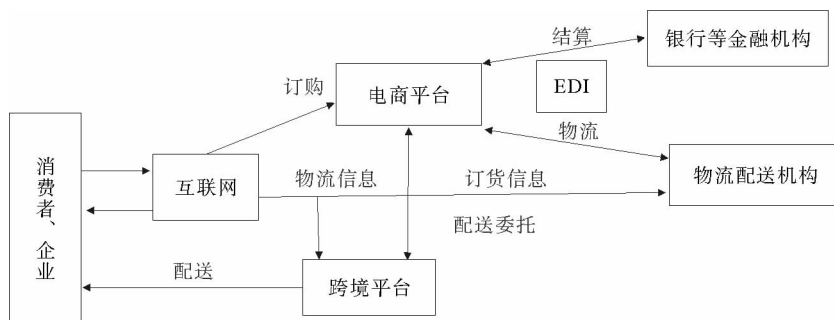 结算
银行等金融机构
订购
电商平台
EDI
物流
消费者、企业
互联网
物流信息
订货信息
物流配送机构
配送委托
配送
跨境平台